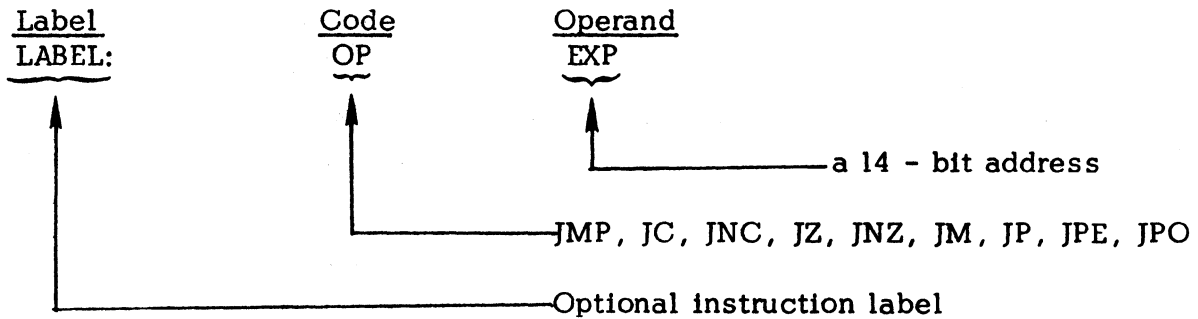 Label Code Operand
LABEL: OP EXP
a 14 - bit address
JMP, JC, JNC, JZ, JNZ, JM, JP, JPE, JPO
Optional instruction label